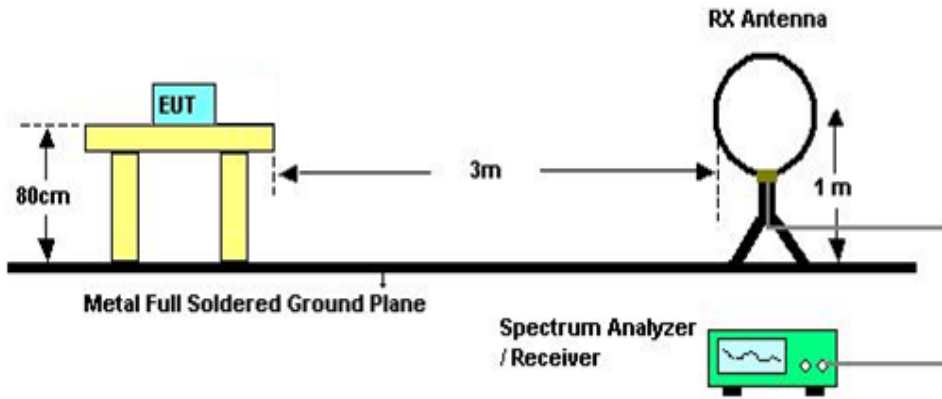 RX Antenna
EUT
3m
80cm
1 m
Metal Full Soldered Ground Plane
Spectrum Analyzer
/ Receiver